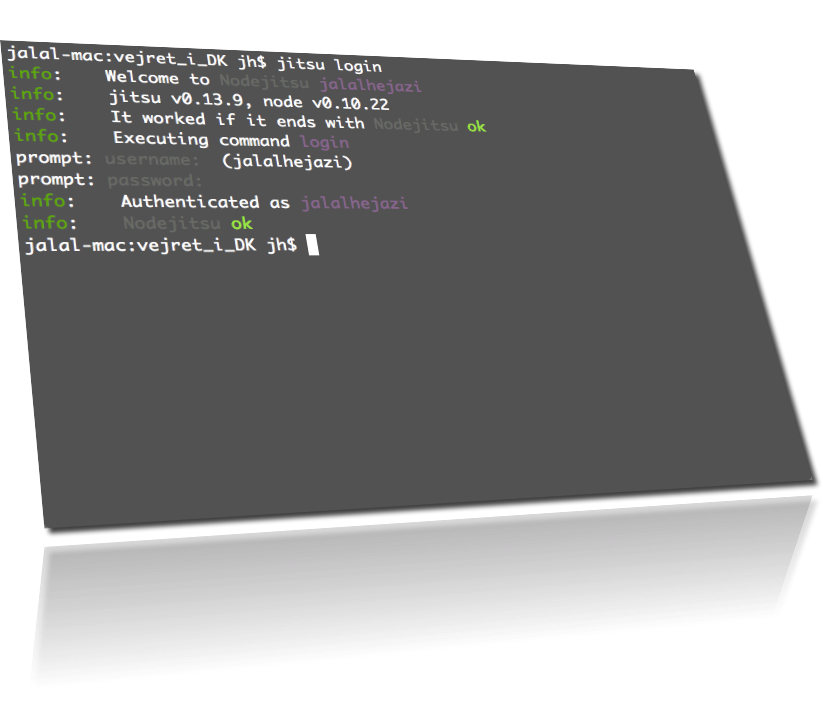 jalal-mac:vejret_i_DK jh$ jitsu login
info: Welcome to Nodejitsu jalalhejazi
info: jitsu v0.13.9, node v0.10.22
info: It worked if it ends with Nodejitsu ok
info: Executing command login
prompt: username: (jalalhejazi)
prompt: password:
info: Authenticated as jalalhejazi
info: Nodejitsu ok
jalal-mac:vejret_i_DK jh$